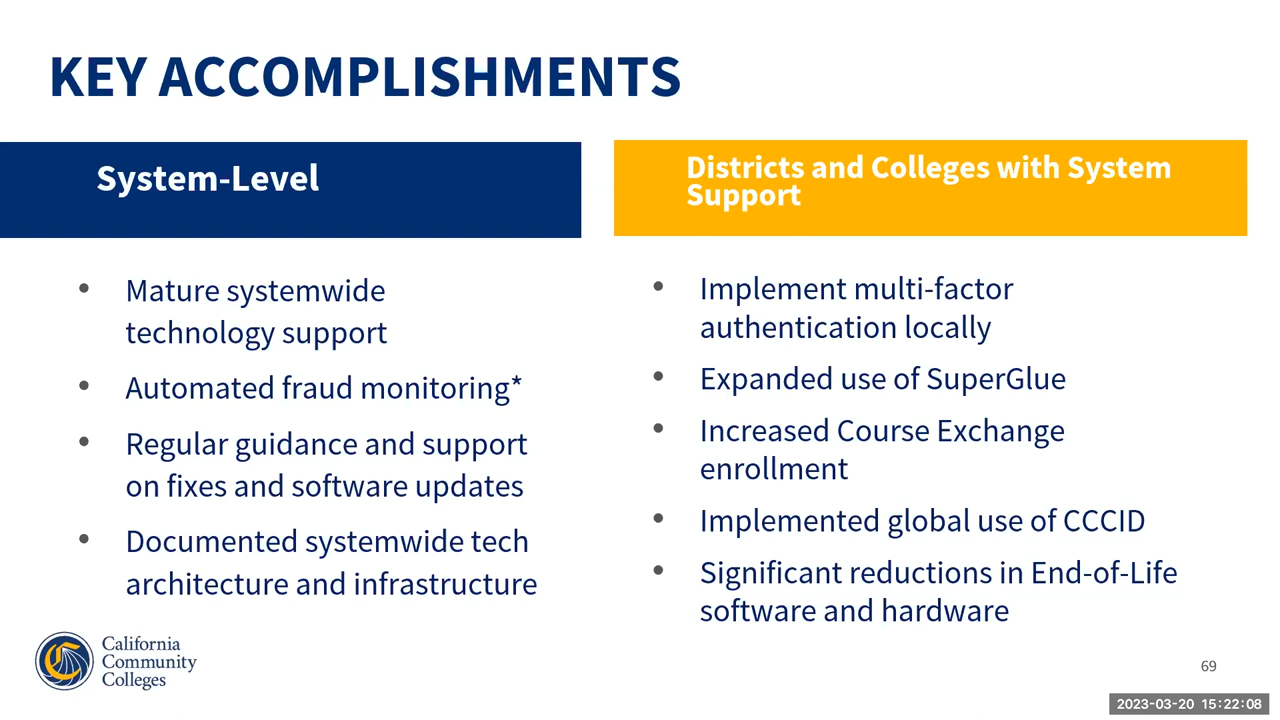 KEY ACCOMPLISHMENTS
System-Level
• Mature systemwide
technology support
• Automated fraud monitoring*
• Regular guidance and support
on fixes and software updates
• Documented systemwide tech
architecture and infrastructure
Districts and Colleges with System
Support
• Implement multi-factor
authentication locally
• Expanded use of SuperGlue
• Increased Course Exchange
enrollment
• Implemented global use of CCCID
• Significant reductions in End-of-Life
software and hardware
California
Community
Colleges
69
2023-03-20 15:22:08